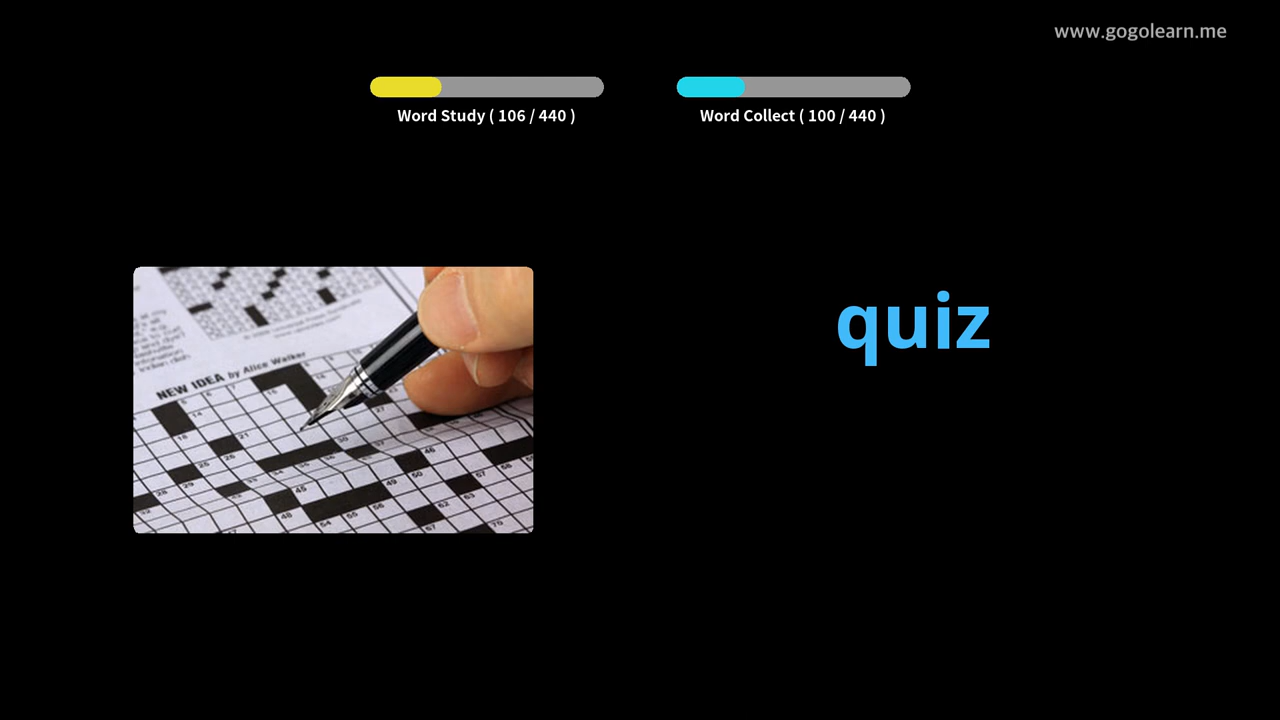 www.gogolearn.me
Word Study ( 106 / 440 )
Word Collect ( 100 / 440 )
quiz
NEW IDEA by Alice Walker